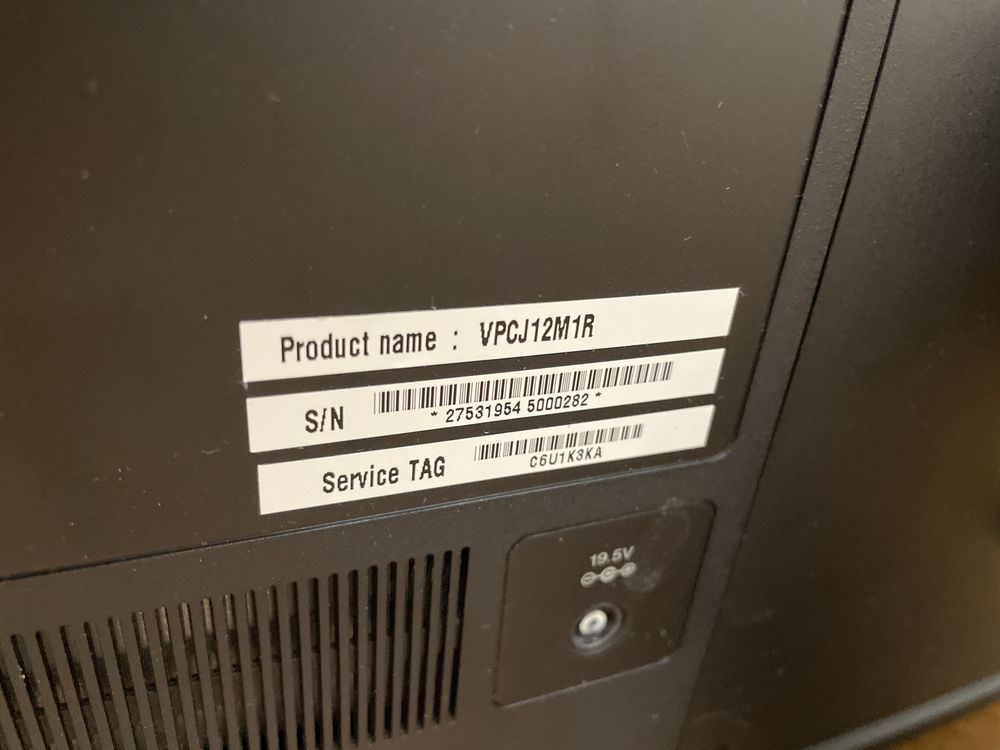 Product name : VPCJ12M1R
S/N
* 27531954 5000282 *
Service TAG
C6U1K3KA
19.5V